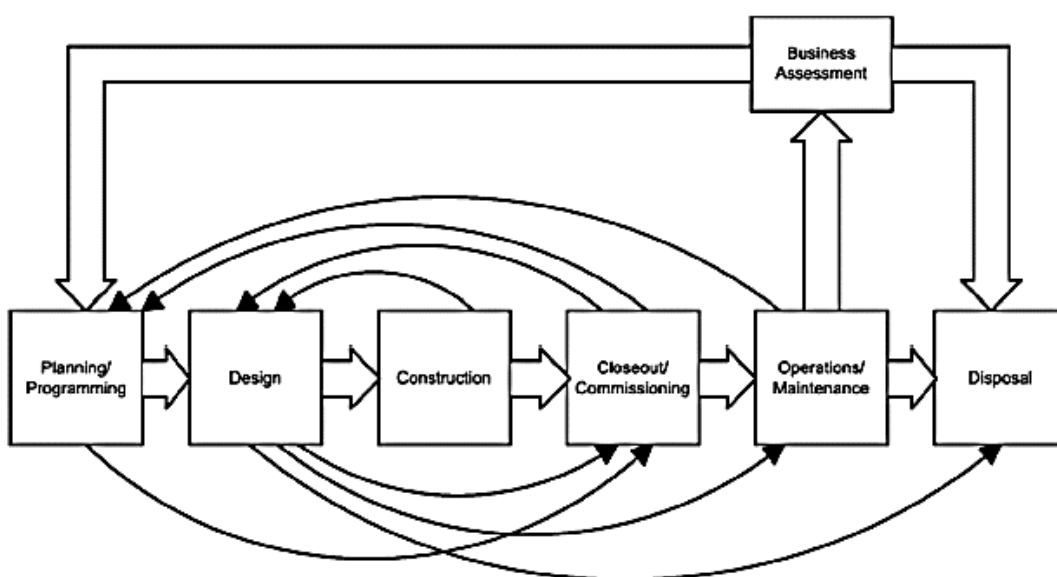 Business
Assessment
Planning/
Programming
Design
Construction
Closeout/
Commissioning
Operations/
Maintenance
Disposal